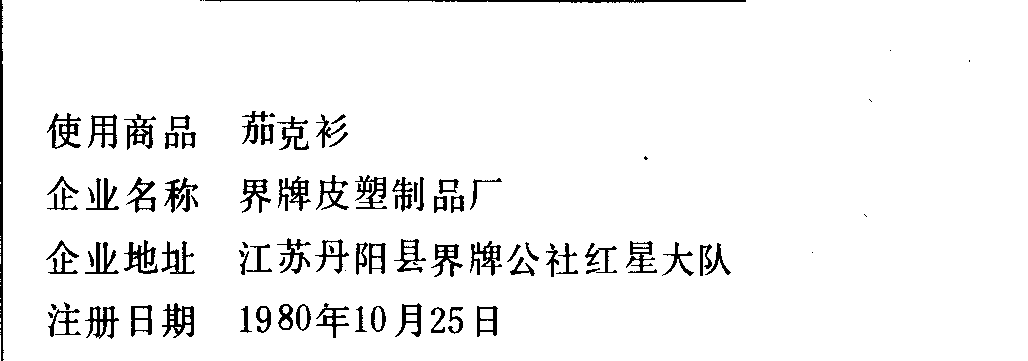 使用商品 茄克衫
企业名称 界牌皮塑制品厂
企业地址 江苏丹阳县界牌公社红星大队
注册日期 1980年10月25日